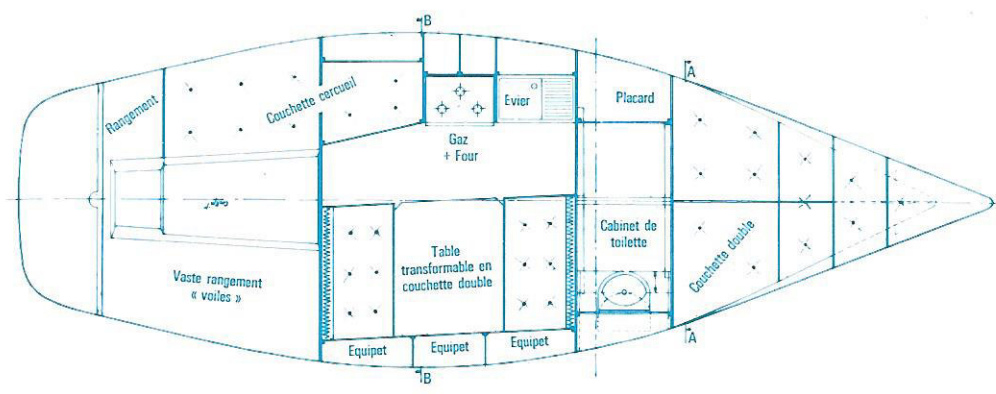 B
A
Rangement
Couchette cercueil
Evier
Placard
Gaz
+ Four
Cabinet de
toilette
Table
transformable en
couchette double
Couchette double
Vaste rangement
« voiles »
Equipet
Equipet
Equipet
A
B